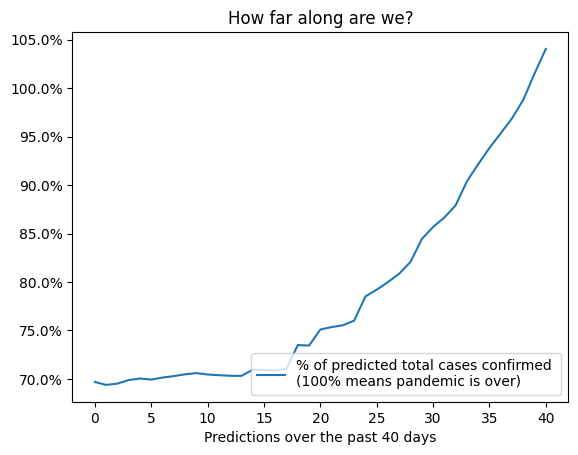 How far along are we?
105.0%
100.0%
95.0%
90.0%
85.0%
80.0%
75.0%
70.0%
% of predicted total cases confirmed
(100% means pandemic is over)
0 5 10 15 20 25 30 35 40
Predictions over the past 40 days